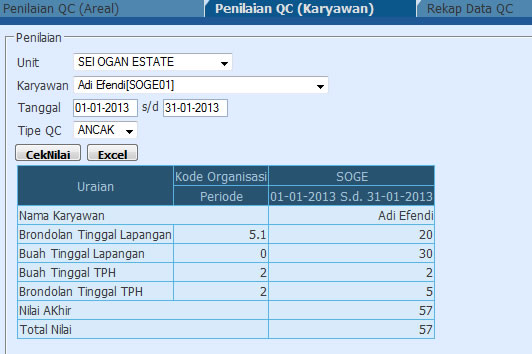 Penilaian QC (Areal) Penilaian QC (Karyawan) Rekap Data QC
Penilaian
Unit SEI OGAN ESTATE
Karyawan Adi Efendi[SOGE01]
Tanggal 01-01-2013 s/d 31-01-2013
Tipe QC ANCAK
CekNilai Excel
Uraian Kode Organisasi SOGE
Periode 01-01-2013 S.d. 31-01-2013
Nama Karyawan Adi Efendi
Brondolan Tinggal Lapangan 5.1 20
Buah Tinggal Lapangan 0 30
Buah Tinggal TPH 2 2
Brondolan Tinggal TPH 2 5
Nilai AKhir 57
Total Nilai 57